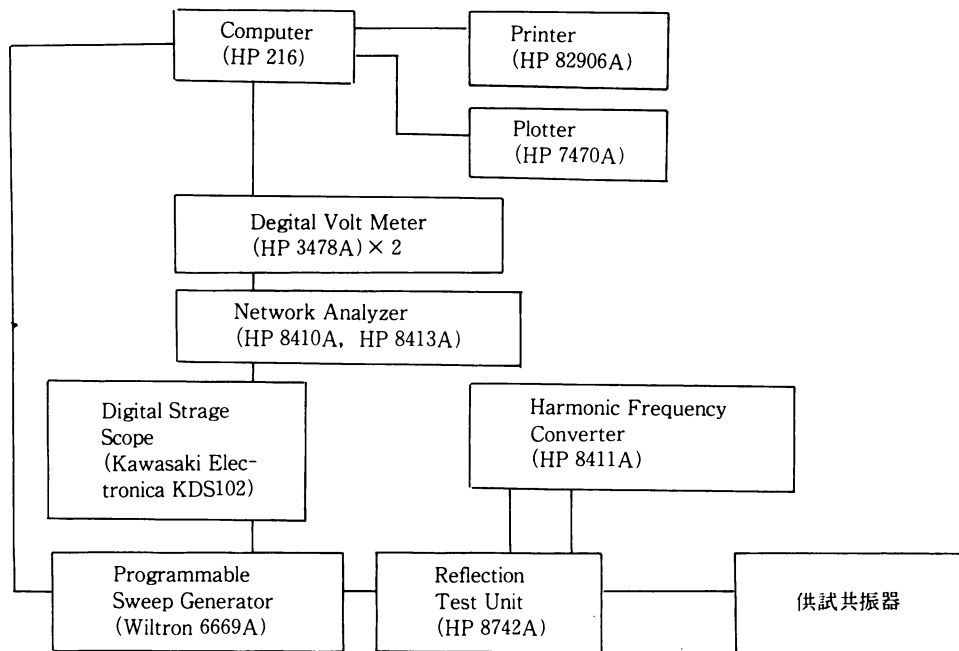 Computer
(HP 216)
Printer
(HP 82906A)
Plotter
(HP 7470A)
Degital Volt Meter
(HP 3478A) × 2
Network Analyzer
(HP 8410A, HP 8413A)
Digital Strage
Scope
(Kawasaki Elec-
tronica KDS102)
Harmonic Frequency
Converter
(HP 8411A)
Programmable
Sweep Generator
(Wiltron 6669A)
Reflection
Test Unit
(HP 8742A)
供試共振器